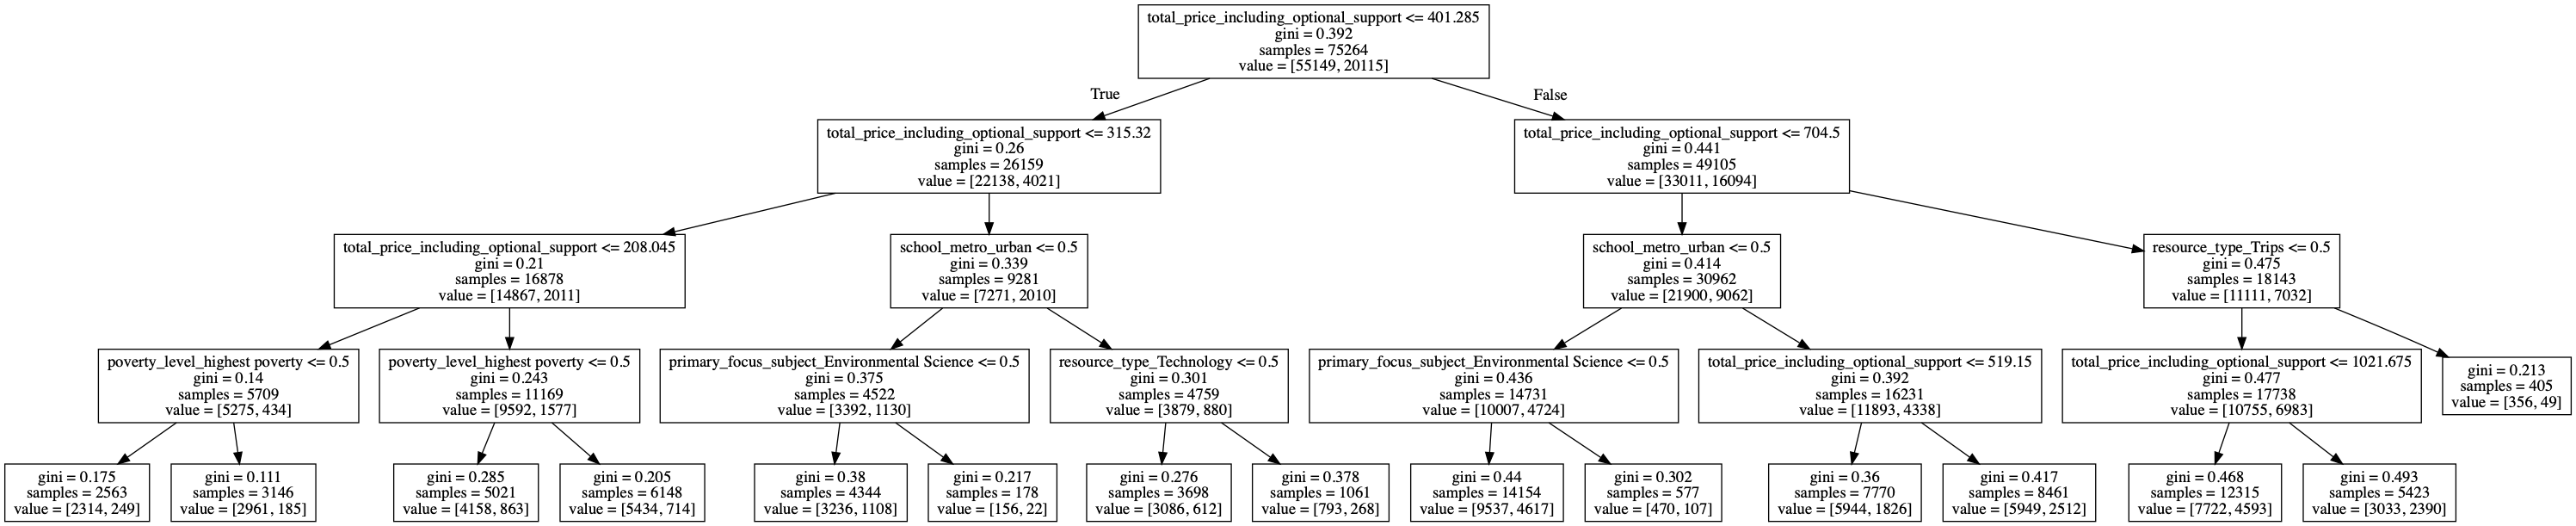 total_price_including_optional_support <= 401.285
gini = 0.392
samples = 75264
value = [55149, 20115]
True
False
total_price_including_optional_support <= 315.32
gini = 0.26
samples = 26159
value = [22138, 4021]
total_price_including_optional_support <= 704.5
gini = 0.441
samples = 49105
value = [33011, 16094]
total_price_including_optional_support <= 208.045
gini = 0.21
samples = 16878
value = [14867, 2011]
school_metro_urban <= 0.5
gini = 0.339
samples = 9281
value = [7271, 2010]
school_metro_urban <= 0.5
gini = 0.414
samples = 30962
value = [21900, 9062]
resource_type_Trips <= 0.5
gini = 0.475
samples = 18143
value = [11111, 7032]
poverty_level_highest poverty <= 0.5
gini = 0.14
samples = 5709
value = [5275, 434]
poverty_level_highest poverty <= 0.5
gini = 0.243
samples = 11169
value = [9592, 1577]
primary_focus_subject_Environmental Science <= 0.5
gini = 0.375
samples = 4522
value = [3392, 1130]
resource_type_Technology <= 0.5
gini = 0.301
samples = 4759
value = [3879, 880]
primary_focus_subject_Environmental Science <= 0.5
gini = 0.436
samples = 14731
value = [10007, 4724]
total_price_including_optional_support <= 519.15
gini = 0.392
samples = 16231
value = [11893, 4338]
total_price_including_optional_support <= 1021.675
gini = 0.477
samples = 17738
value = [10755, 6983]
gini = 0.213
samples = 405
value = [356, 49]
gini = 0.175
samples = 2563
value = [2314, 249]
gini = 0.111
samples = 3146
value = [2961, 185]
gini = 0.285
samples = 5021
value = [4158, 863]
gini = 0.205
samples = 6148
value = [5434, 714]
gini = 0.38
samples = 4344
value = [3236, 1108]
gini = 0.217
samples = 178
value = [156, 22]
gini = 0.276
samples = 3698
value = [3086, 612]
gini = 0.378
samples = 1061
value = [793, 268]
gini = 0.44
samples = 14154
value = [9537, 4617]
gini = 0.302
samples = 577
value = [470, 107]
gini = 0.36
samples = 7770
value = [5944, 1826]
gini = 0.417
samples = 8461
value = [5949, 2512]
gini = 0.468
samples = 12315
value = [7722, 4593]
gini = 0.493
samples = 5423
value = [3033, 2390]